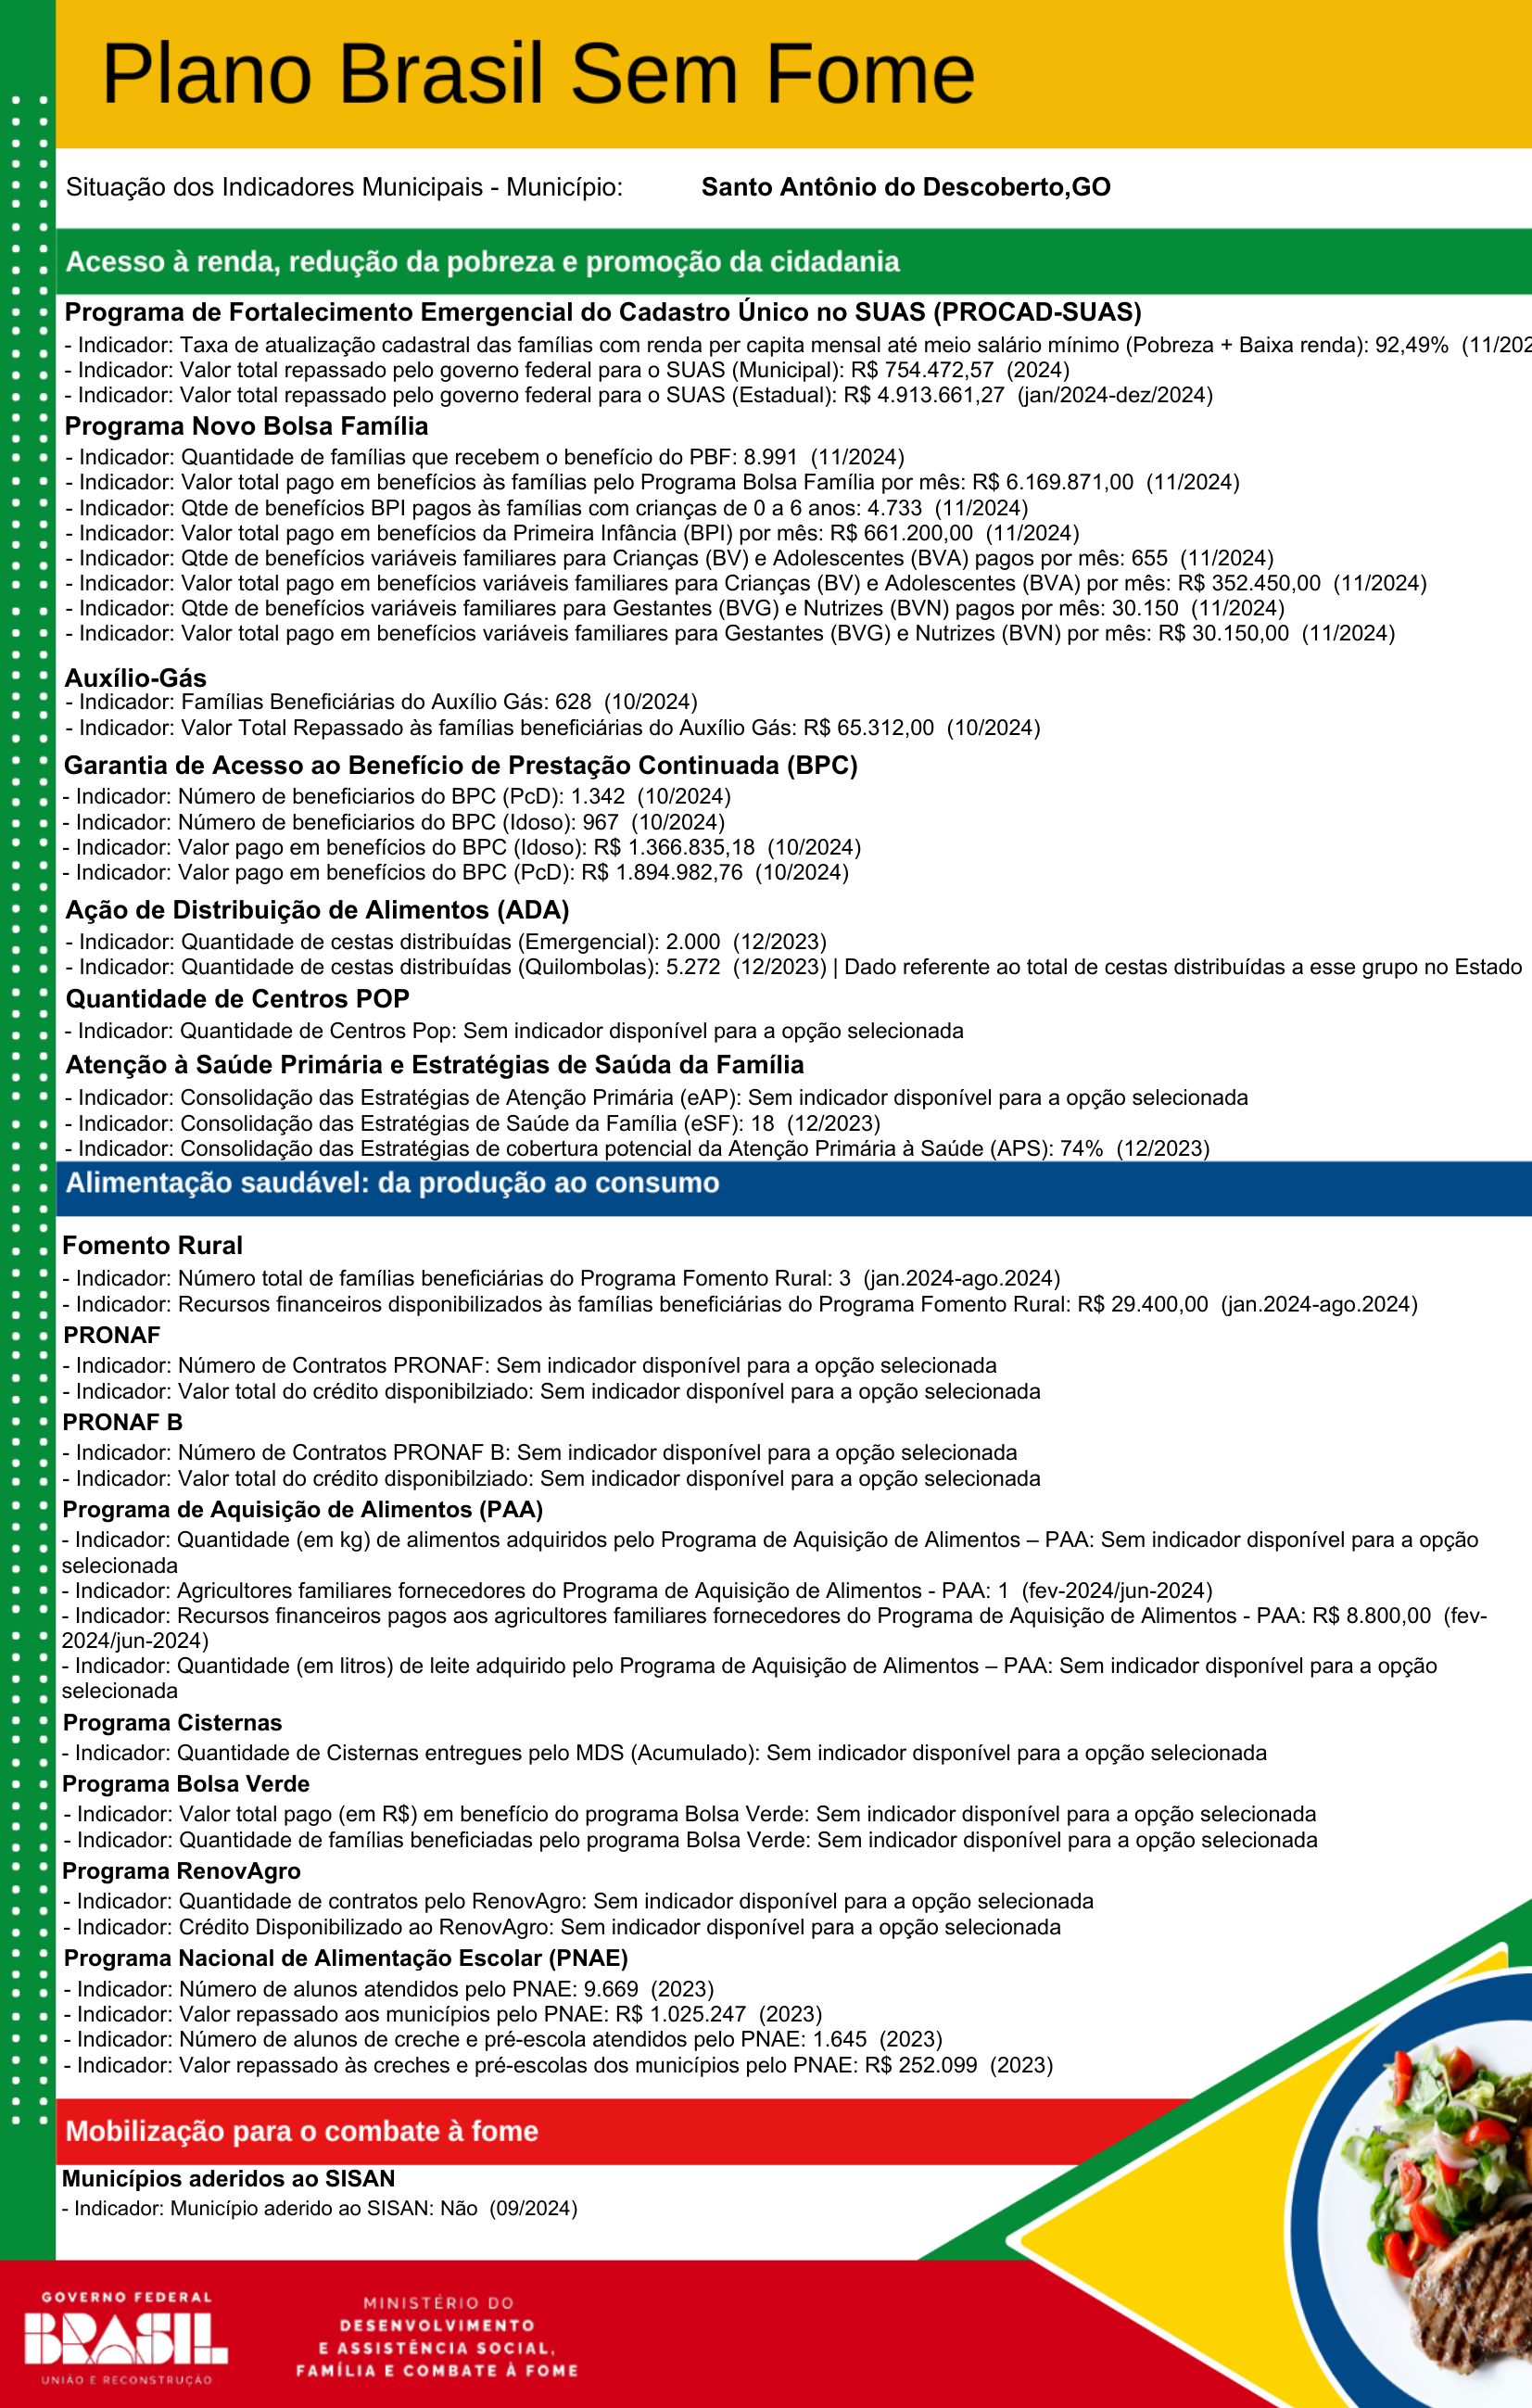 Plano Brasil Sem Fome
Situação dos Indicadores Municipais - Município: Santo Antônio do Descoberto,GO
Acesso à renda, redução da pobreza e promoção da cidadania
Programa de Fortalecimento Emergencial do Cadastro Único no SUAS (PROCAD-SUAS)
- Indicador: Taxa de atualização cadastral das famílias com renda per capita mensal até meio salário mínimo (Pobreza + Baixa renda): 92,49% (11/202
- Indicador: Valor total repassado pelo governo federal para o SUAS (Municipal): R$ 754.472,57 (2024)
- Indicador: Valor total repassado pelo governo federal para o SUAS (Estadual): R$ 4.913.661,27 (jan/2024-dez/2024)
Programa Novo Bolsa Família
- Indicador: Quantidade de famílias que recebem o benefício do PBF: 8.991 (11/2024)
- Indicador: Valor total pago em benefícios às famílias pelo Programa Bolsa Família por mês: R$ 6.169.871,00 (11/2024)
- Indicador: Qtde de benefícios BPI pagos às famílias com crianças de 0 a 6 anos: 4.733 (11/2024)
- Indicador: Valor total pago em benefícios da Primeira Infância (BPI) por mês: R$ 661.200,00 (11/2024)
- Indicador: Qtde de benefícios variáveis familiares para Crianças (BV) e Adolescentes (BVA) pagos por mês: 655 (11/2024)
- Indicador: Valor total pago em benefícios variáveis familiares para Crianças (BV) e Adolescentes (BVA) por mês: R$ 352.450,00 (11/2024)
- Indicador: Qtde de benefícios variáveis familiares para Gestantes (BVG) e Nutrizes (BVN) pagos por mês: 30.150 (11/2024)
- Indicador: Valor total pago em benefícios variáveis familiares para Gestantes (BVG) e Nutrizes (BVN) por mês: R$ 30.150,00 (11/2024)
Auxílio-Gás
- Indicador: Famílias Beneficiárias do Auxílio Gás: 628 (10/2024)
- Indicador: Valor Total Repassado às famílias beneficiárias do Auxílio Gás: R$ 65.312,00 (10/2024)
Garantia de Acesso ao Benefício de Prestação Continuada (BPC)
- Indicador: Número de beneficiarios do BPC (PcD): 1.342 (10/2024)
- Indicador: Número de beneficiarios do BPC (Idoso): 967 (10/2024)
- Indicador: Valor pago em benefícios do BPC (Idoso): R$ 1.366.835,18 (10/2024)
- Indicador: Valor pago em benefícios do BPC (PcD): R$ 1.894.982,76 (10/2024)
Ação de Distribuição de Alimentos (ADA)
- Indicador: Quantidade de cestas distribuídas (Emergencial): 2.000 (12/2023)
- Indicador: Quantidade de cestas distribuídas (Quilombolas): 5.272 (12/2023) | Dado referente ao total de cestas distribuídas a esse grupo no Estado
Quantidade de Centros POP
- Indicador: Quantidade de Centros Pop: Sem indicador disponível para a opção selecionada
Atenção à Saúde Primária e Estratégias de Saúda da Família
- Indicador: Consolidação das Estratégias de Atenção Primária (eAP): Sem indicador disponível para a opção selecionada
- Indicador: Consolidação das Estratégias de Saúde da Família (eSF): 18 (12/2023)
- Indicador: Consolidação das Estratégias de cobertura potencial da Atenção Primária à Saúde (APS): 74% (12/2023)
Alimentação saudável: da produção ao consumo
Fomento Rural
- Indicador: Número total de famílias beneficiárias do Programa Fomento Rural: 3 (jan.2024-ago.2024)
- Indicador: Recursos financeiros disponibilizados às famílias beneficiárias do Programa Fomento Rural: R$ 29.400,00 (jan.2024-ago.2024)
PRONAF
- Indicador: Número de Contratos PRONAF: Sem indicador disponível para a opção selecionada
- Indicador: Valor total do crédito disponibilziado: Sem indicador disponível para a opção selecionada
PRONAF B
- Indicador: Número de Contratos PRONAF B: Sem indicador disponível para a opção selecionada
- Indicador: Valor total do crédito disponibilziado: Sem indicador disponível para a opção selecionada
Programa de Aquisição de Alimentos (PAA)
- Indicador: Quantidade (em kg) de alimentos adquiridos pelo Programa de Aquisição de Alimentos – PAA: Sem indicador disponível para a opção
selecionada
- Indicador: Agricultores familiares fornecedores do Programa de Aquisição de Alimentos - PAA: 1 (fev-2024/jun-2024)
- Indicador: Recursos financeiros pagos aos agricultores familiares fornecedores do Programa de Aquisição de Alimentos - PAA: R$ 8.800,00 (fev-
2024/jun-2024)
- Indicador: Quantidade (em litros) de leite adquirido pelo Programa de Aquisição de Alimentos – PAA: Sem indicador disponível para a opção
selecionada
Programa Cisternas
- Indicador: Quantidade de Cisternas entregues pelo MDS (Acumulado): Sem indicador disponível para a opção selecionada
Programa Bolsa Verde
- Indicador: Valor total pago (em R$) em benefício do programa Bolsa Verde: Sem indicador disponível para a opção selecionada
- Indicador: Quantidade de famílias beneficiadas pelo programa Bolsa Verde: Sem indicador disponível para a opção selecionada
Programa RenovAgro
- Indicador: Quantidade de contratos pelo RenovAgro: Sem indicador disponível para a opção selecionada
- Indicador: Crédito Disponibilizado ao RenovAgro: Sem indicador disponível para a opção selecionada
Programa Nacional de Alimentação Escolar (PNAE)
- Indicador: Número de alunos atendidos pelo PNAE: 9.669 (2023)
- Indicador: Valor repassado aos municípios pelo PNAE: R$ 1.025.247 (2023)
- Indicador: Número de alunos de creche e pré-escola atendidos pelo PNAE: 1.645 (2023)
- Indicador: Valor repassado às creches e pré-escolas dos municípios pelo PNAE: R$ 252.099 (2023)
Mobilização para o combate à fome
Municípios aderidos ao SISAN
- Indicador: Município aderido ao SISAN: Não (09/2024)
GOVERNO FEDERAL
BRASIL
UNIÃO E RECONSTRUÇÃO
MINISTÉRIO DO
DESENVOLVIMENTO
E ASSISTÊNCIA SOCIAL,
FAMÍLIA E COMBATE À FOME